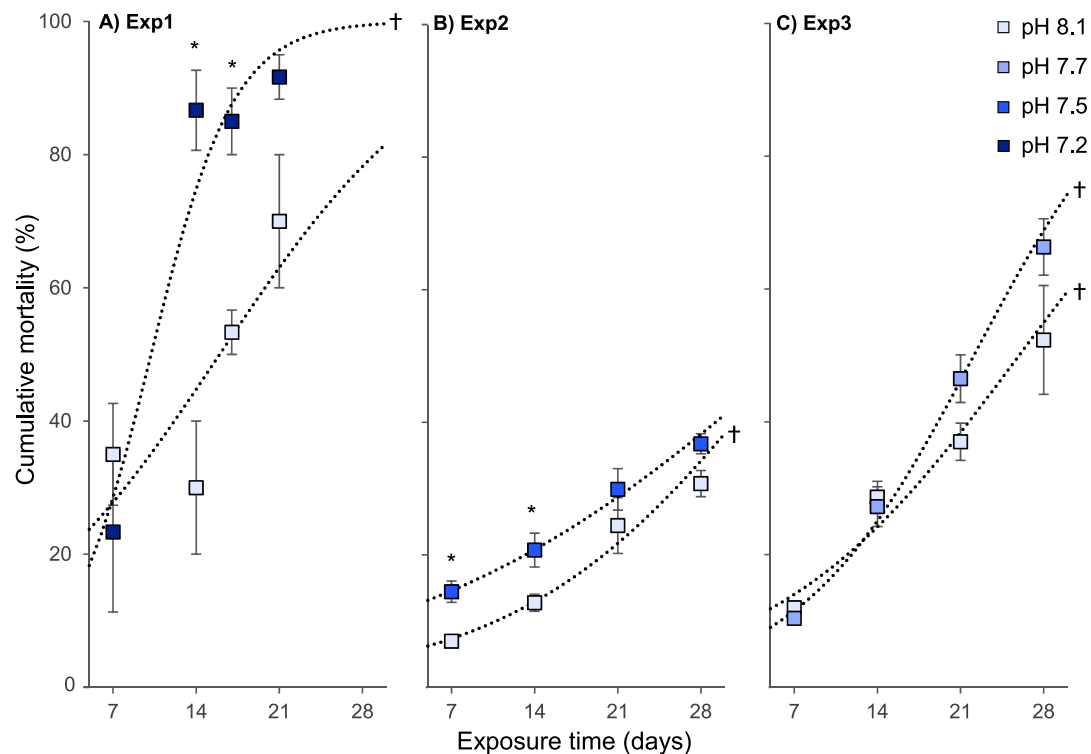 A) Exp1
B) Exp2
C) Exp3
pH 8.1
pH 7.7
pH 7.5
pH 7.2
†
†
†
†
*
*
*
*
Cumulative mortality (%)
100
80
60
40
20
0
7 14 21 28
7 14 21 28
7 14 21 28
Exposure time (days)